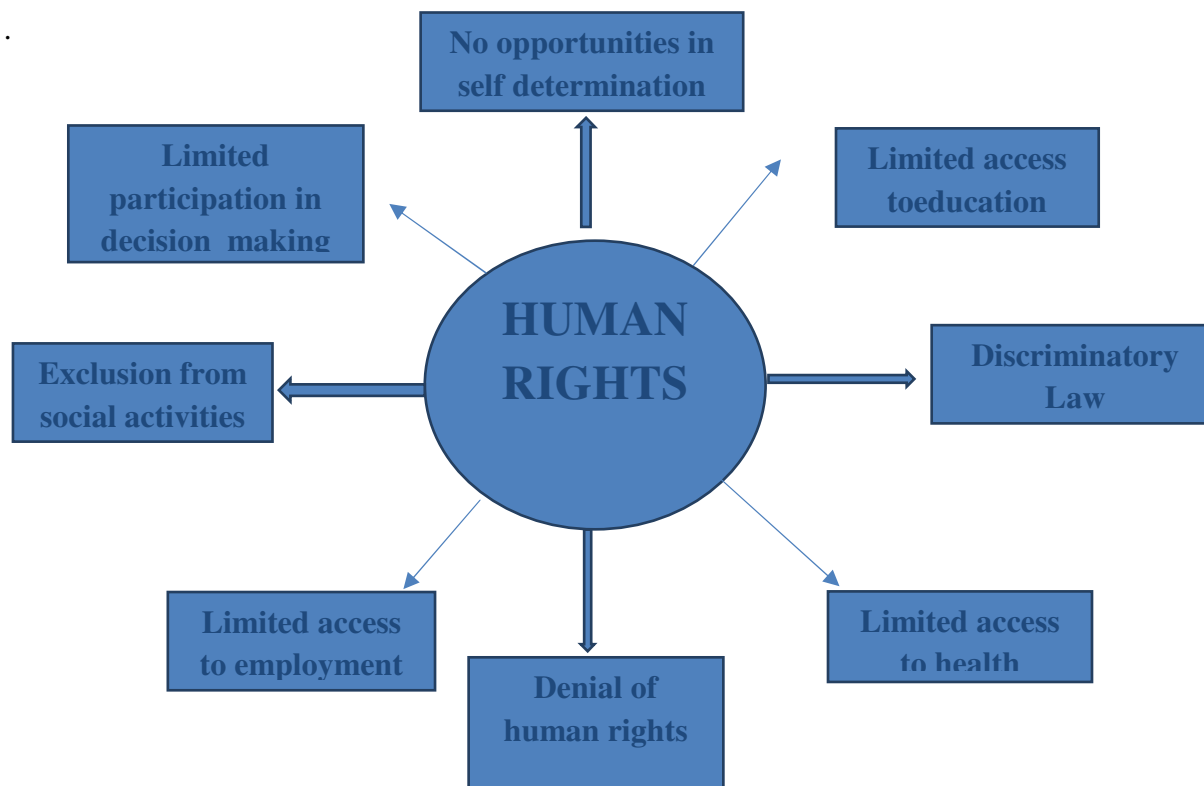 .
No opportunities in
self determination
Limited
participation in
decision making
Limited access
toeducation
HUMAN
RIGHTS
Exclusion from
social activities
Discriminatory
Law
Limited access
to employment
Limited access
to health
Denial of
human rights